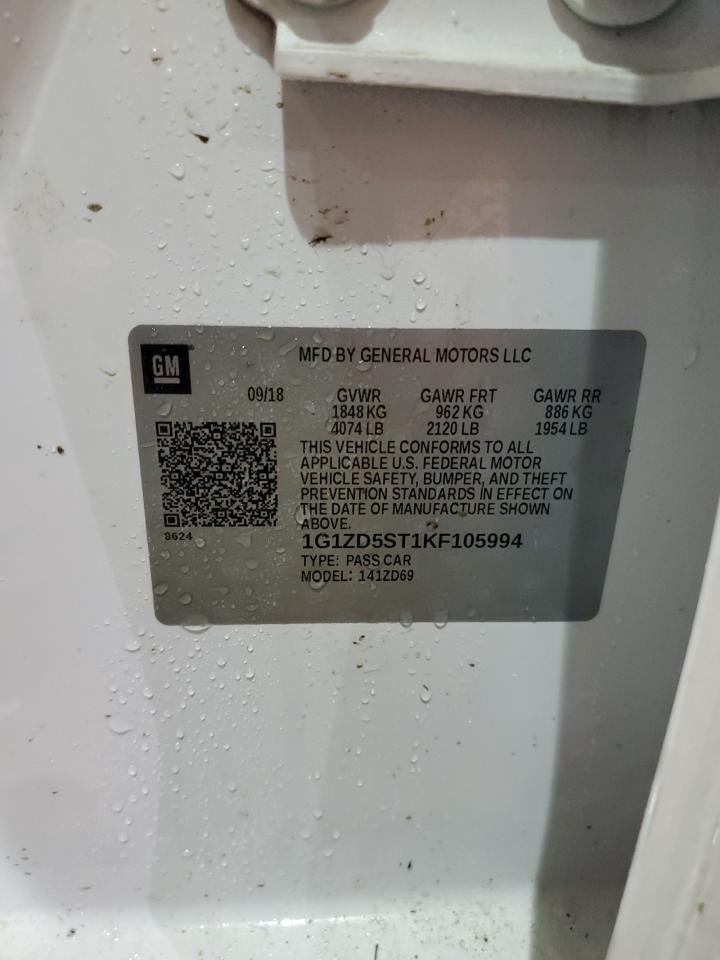 GM
MFD BY GENERAL MOTORS LLC
09/18 GVWR GAWR FRT GAWR RR
1848 KG 962 KG 886 KG
4074 LB 2120 LB 1954 LB
THIS VEHICLE CONFORMS TO ALL
APPLICABLE U.S. FEDERAL MOTOR
VEHICLE SAFETY, BUMPER, AND THEFT
PREVENTION STANDARDS IN EFFECT ON
THE DATE OF MANUFACTURE SHOWN
ABOVE.
8624
1G1ZD5ST1KF105994
TYPE: PASS CAR
MODEL: 141ZD69